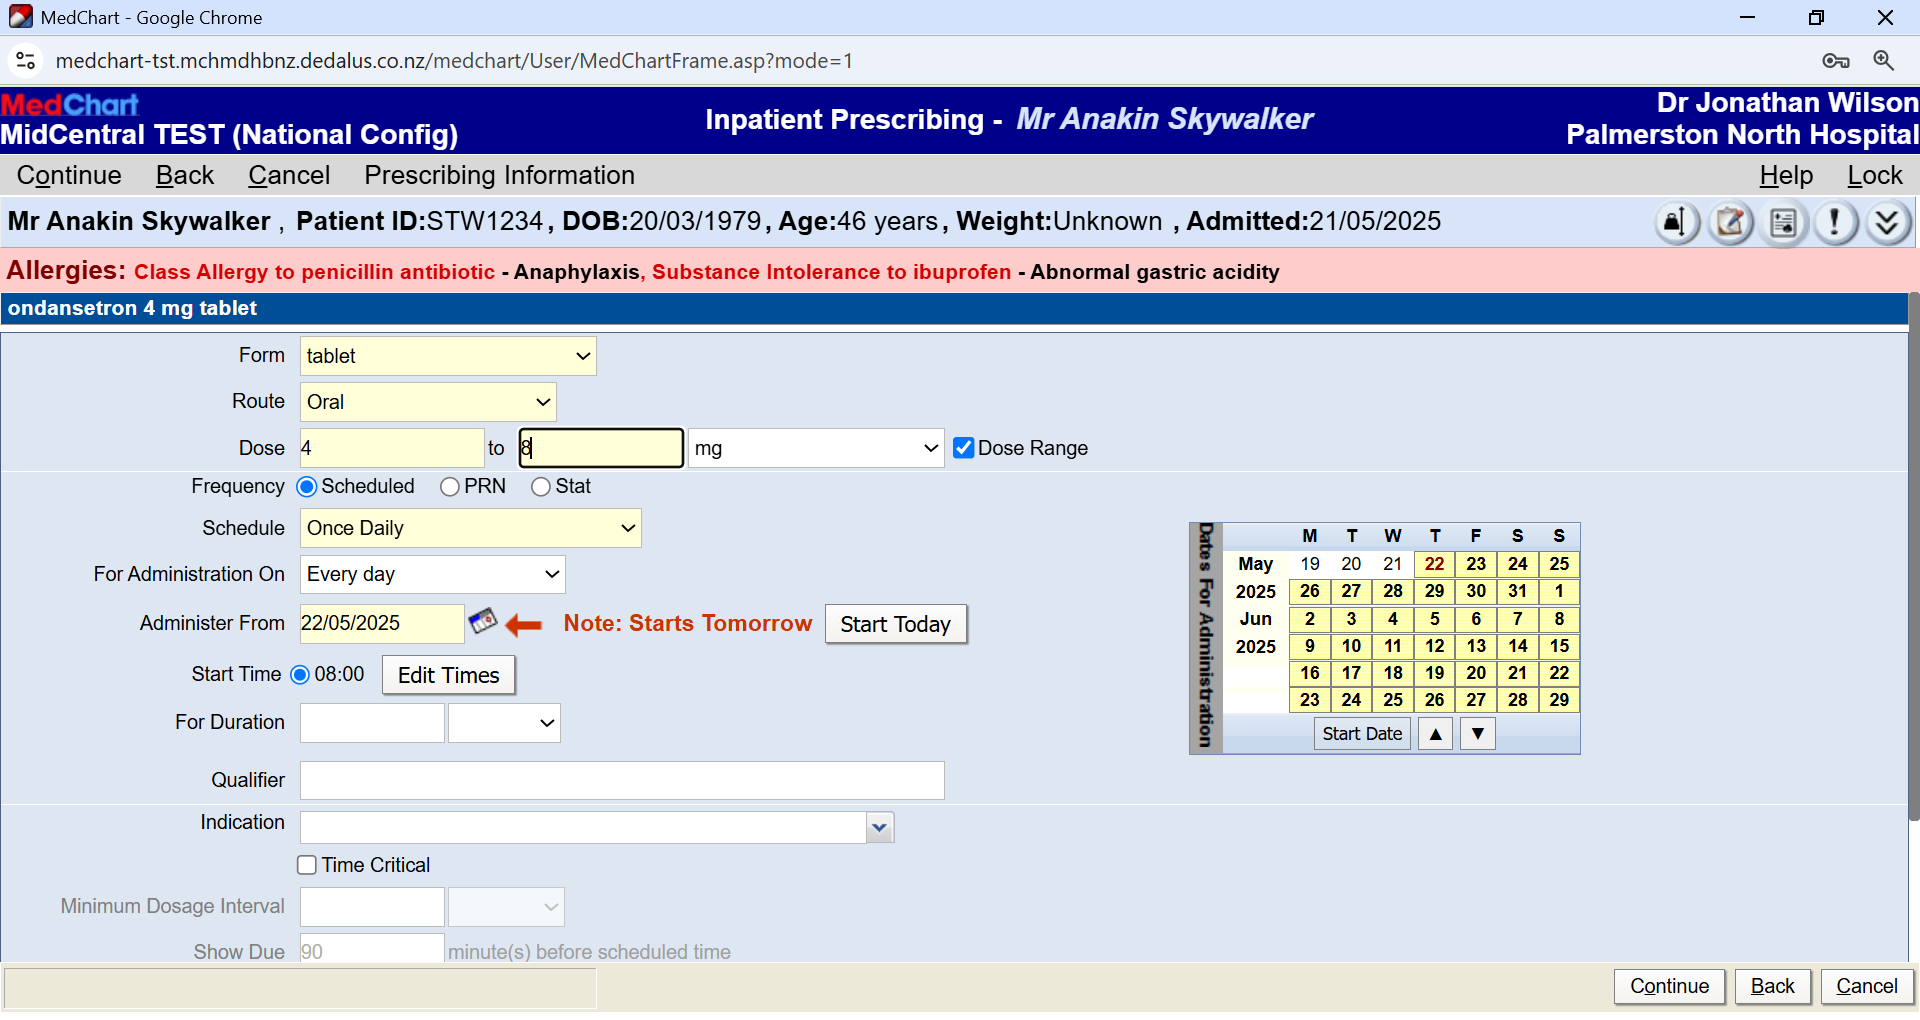 MedChart - Google Chrome
medchart-tst.mchmdhbnz.dedalus.co.nz/medchart/User/MedChartFrame.asp?mode=1
MedChart
MidCentral TEST (National Config)
Inpatient Prescribing - Mr Anakin Skywalker
Dr Jonathan Wilson
Palmerston North Hospital
Continue Back Cancel Prescribing Information Help Lock
Mr Anakin Skywalker , Patient ID:STW1234, DOB:20/03/1979, Age:46 years, Weight:Unknown , Admitted:21/05/2025
Allergies: Class Allergy to penicillin antibiotic - Anaphylaxis, Substance Intolerance to ibuprofen - Abnormal gastric acidity
ondansetron 4 mg tablet
Form tablet
Route Oral
Dose 4 to 8 mg Dose Range
Frequency Scheduled PRN Stat
Schedule Once Daily
For Administration On Every day
Administer From 22/05/2025 Note: Starts Tomorrow Start Today
Start Time 08:00 Edit Times
For Duration
Qualifier
Indication
Time Critical
Minimum Dosage Interval
Show Due 90 minute(s) before scheduled time
Dates For Administration
M T W T F S S
May 19 20 21 22 23 24 25
2025 26 27 28 29 30 31 1
Jun 2 3 4 5 6 7 8
2025 9 10 11 12 13 14 15
16 17 18 19 20 21 22
23 24 25 26 27 28 29
Start Date ▲ ▼
Continue Back Cancel